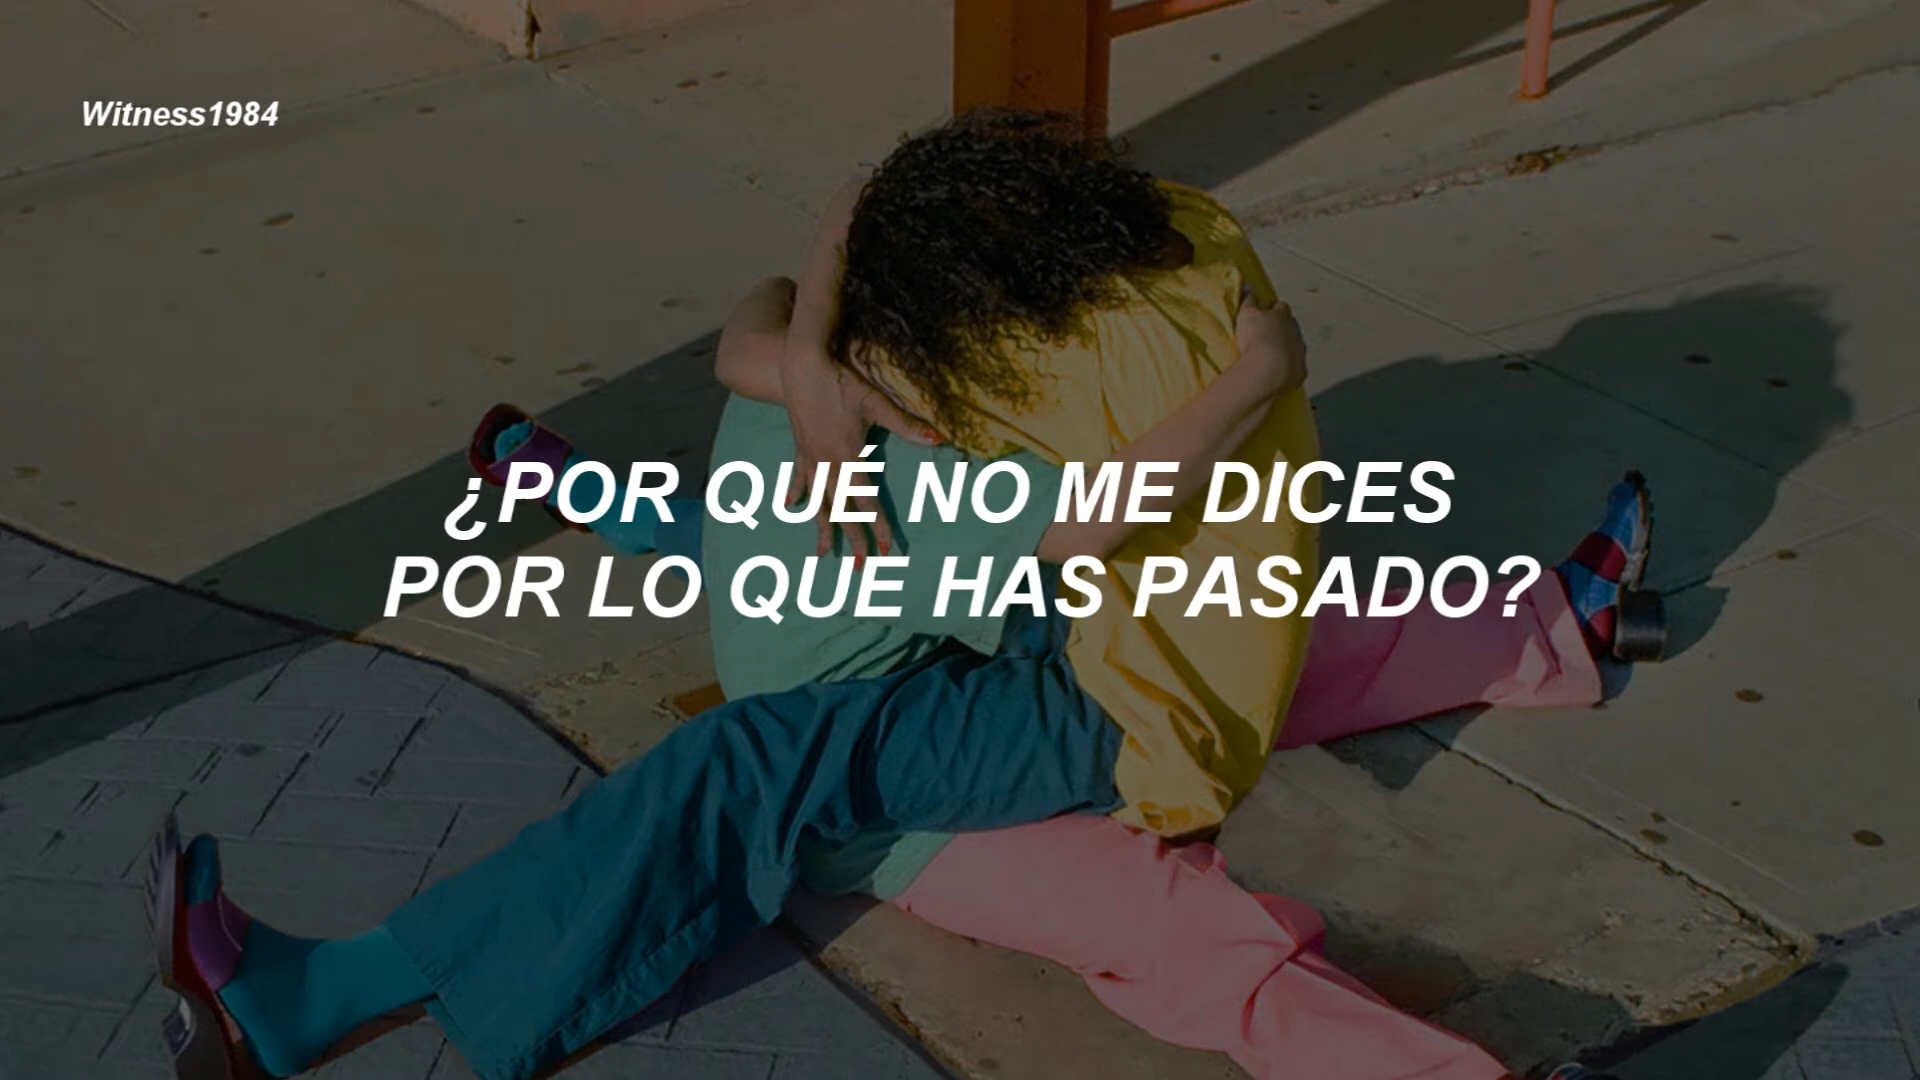 Witness1984
¿POR QUÉ NO ME DICES
POR LO QUE HAS PASADO?